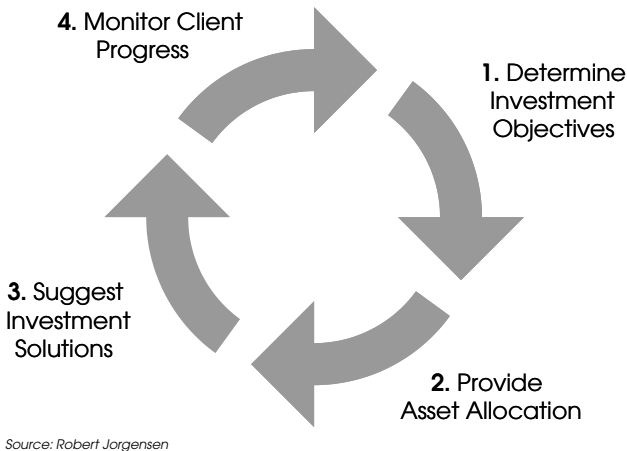 4. Monitor Client
Progress
1. Determine
Investment
Objectives
3. Suggest
Investment
Solutions
2. Provide
Asset Allocation
Source: Robert Jorgensen